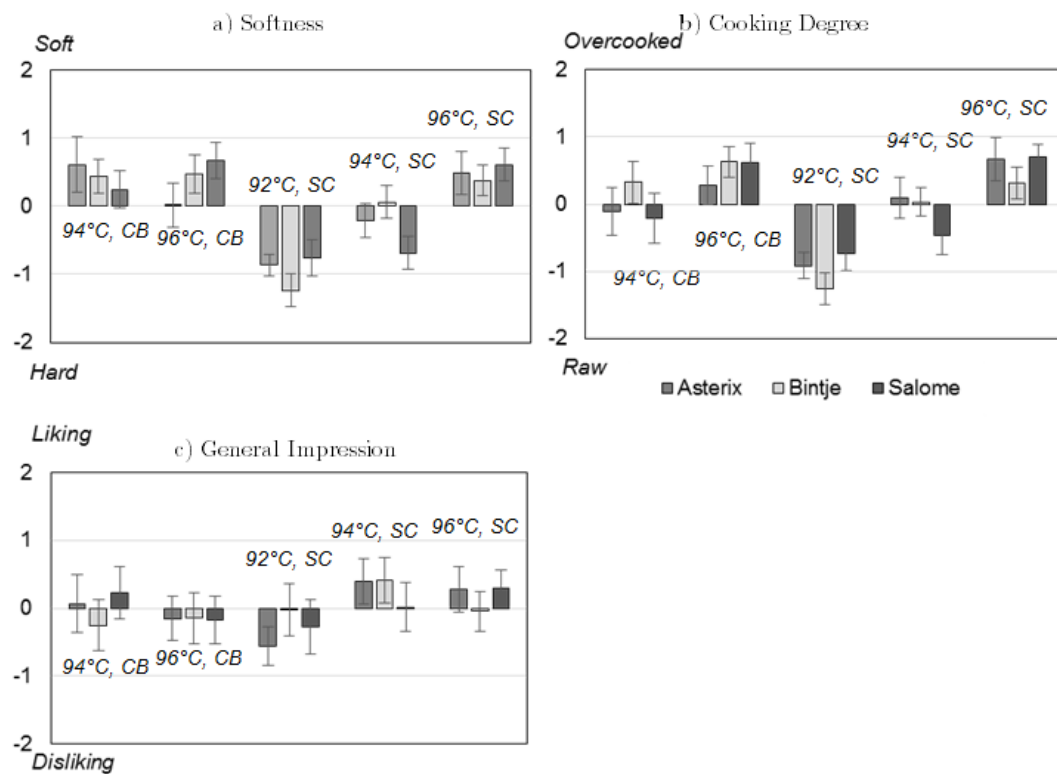 a) Softness
Soft
2
1
0
-1
-2
94°C, CB
96°C, CB
92°C, SC
94°C, SC
96°C, SC
Hard
b) Cooking Degree
Overcooked
2
1
0
-1
-2
94°C, CB
96°C, CB
92°C, SC
94°C, SC
96°C, SC
Raw
Asterix Bintje Salome
Liking
c) General Impression
2
1
0
-1
-2
94°C, CB
96°C, CB
92°C, SC
94°C, SC
96°C, SC
Disliking